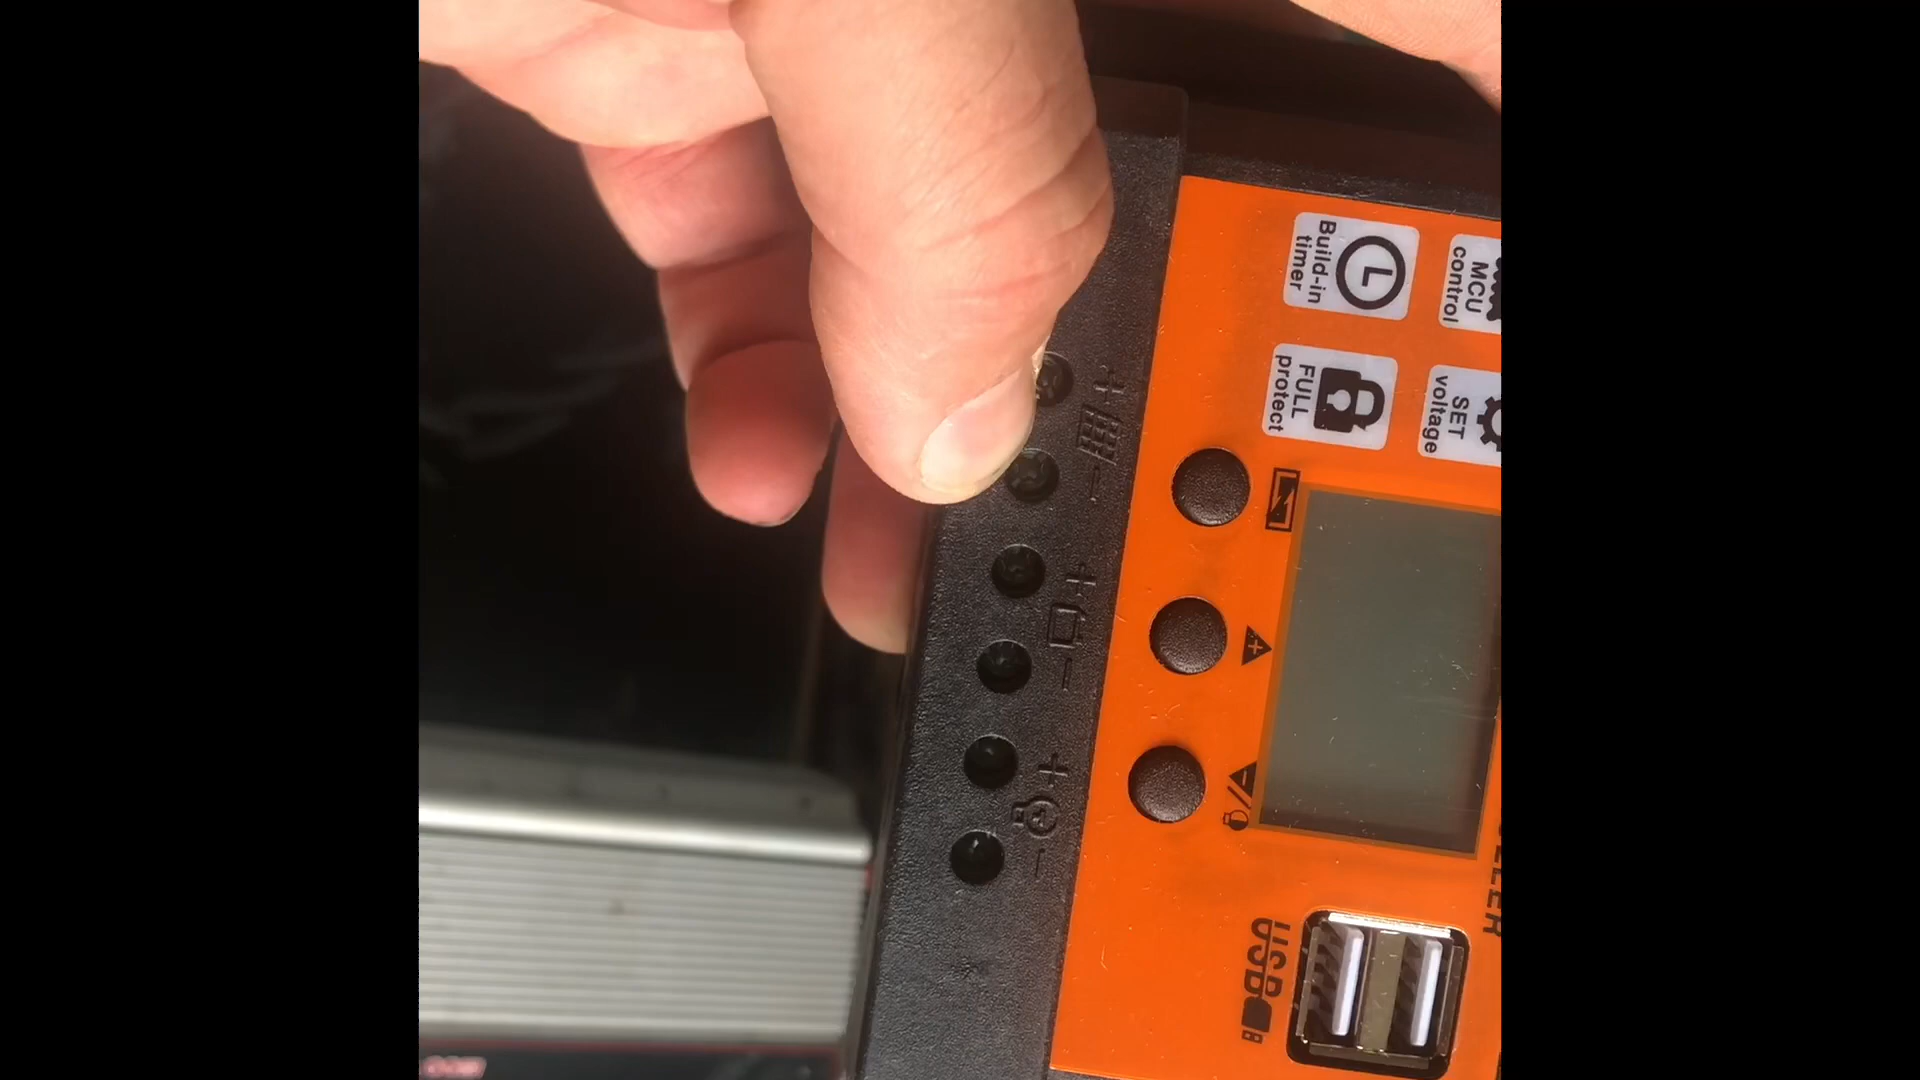 Build-in
timer
MCU
control
FULL
protect
SET
voltage
+ -
+ -
+ -
+
-/
USB